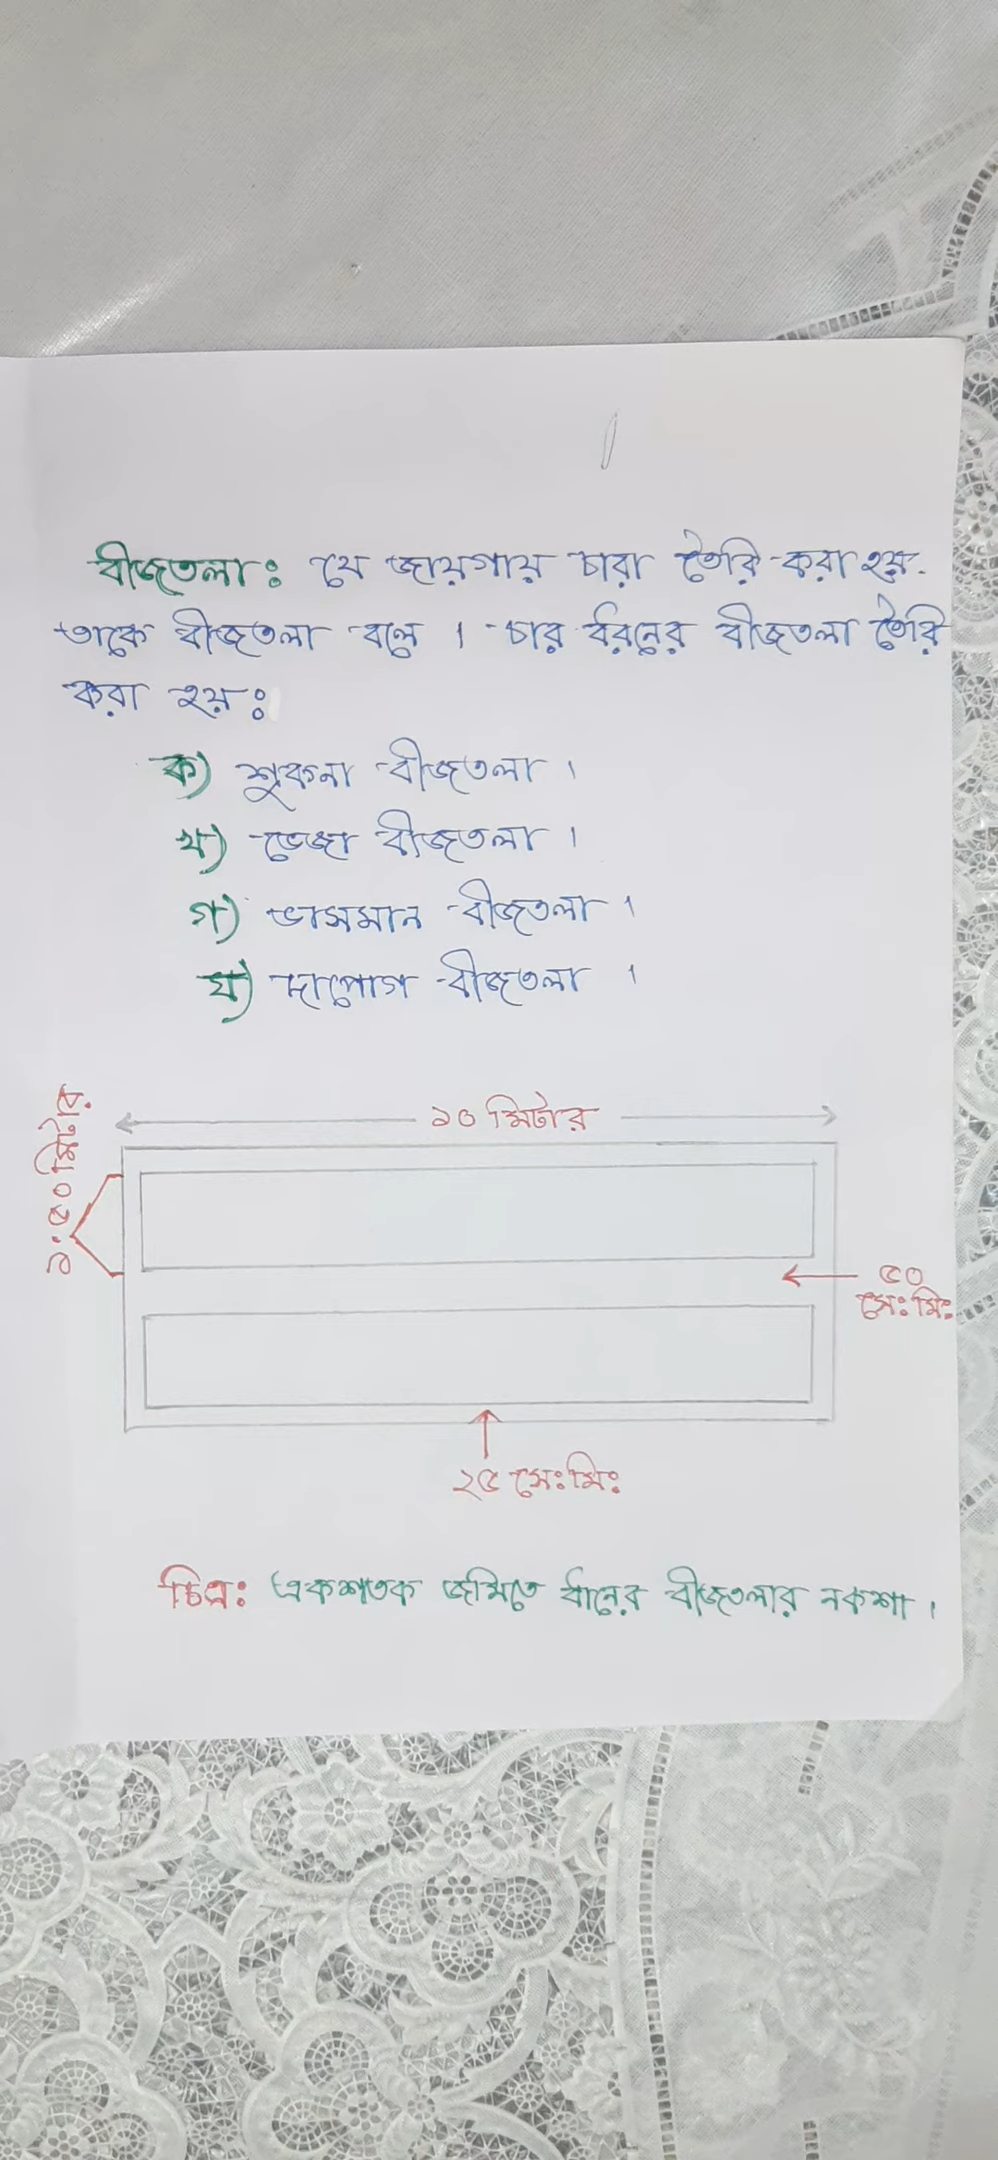 বীজতলা: যে জায়গায় চারা তৈরি করা হয়
তাকে বীজতলা বলে । চার ধরনের বীজতলা তৈরি
করা হয়:
ক) শুকনা বীজতলা ।
খ) ভেজা বীজতলা ।
গ) ভাসমান বীজতলা ।
ঘ) দাপোগ বীজতলা ।
১০ মিটার
১.৫০ মিটার
৫০
সে: মি:
২৫ সে: মি:
চিত্র: একশতক জমিতে ধানের বীজতলার নকশা ।